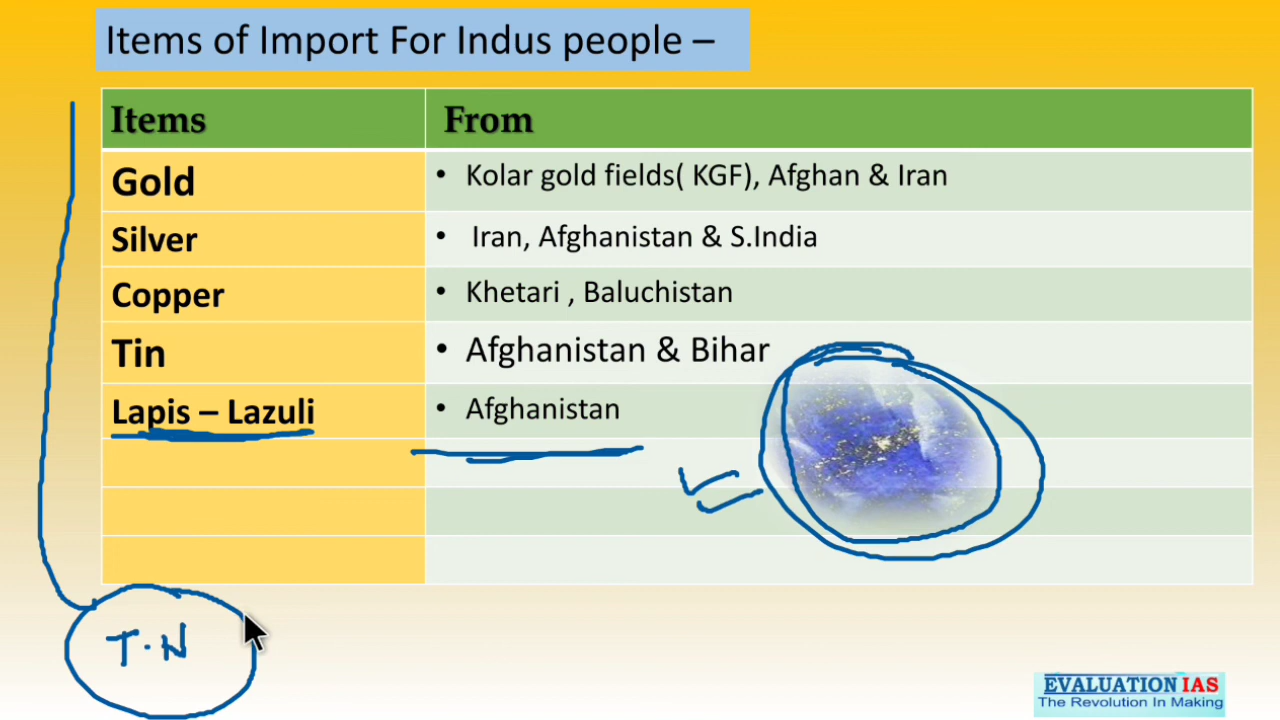 Items of Import For Indus people –
Items From
Gold • Kolar gold fields( KGF), Afghan & Iran
Silver • Iran, Afghanistan & S.India
Copper • Khetari , Baluchistan
Tin • Afghanistan & Bihar
Lapis – Lazuli • Afghanistan
T.N
EVALUATION IAS
The Revolution In Making